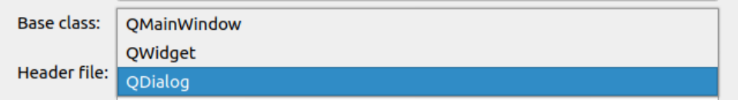 Base class: QMainWindow
QWidget
Header file:
QDialog